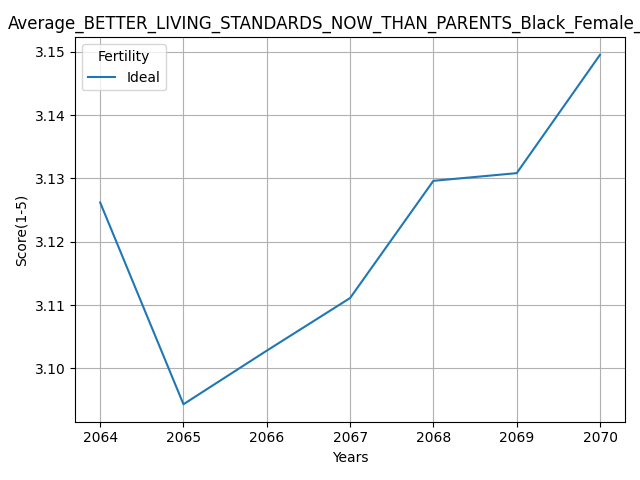 Average_BETTER_LIVING_STANDARDS_NOW_THAN_PARENTS_Black_Female_
3.15
3.14
3.13
3.12
3.11
3.10
Score(1-5)
Fertility
Ideal
2064 2065 2066 2067 2068 2069 2070
Years